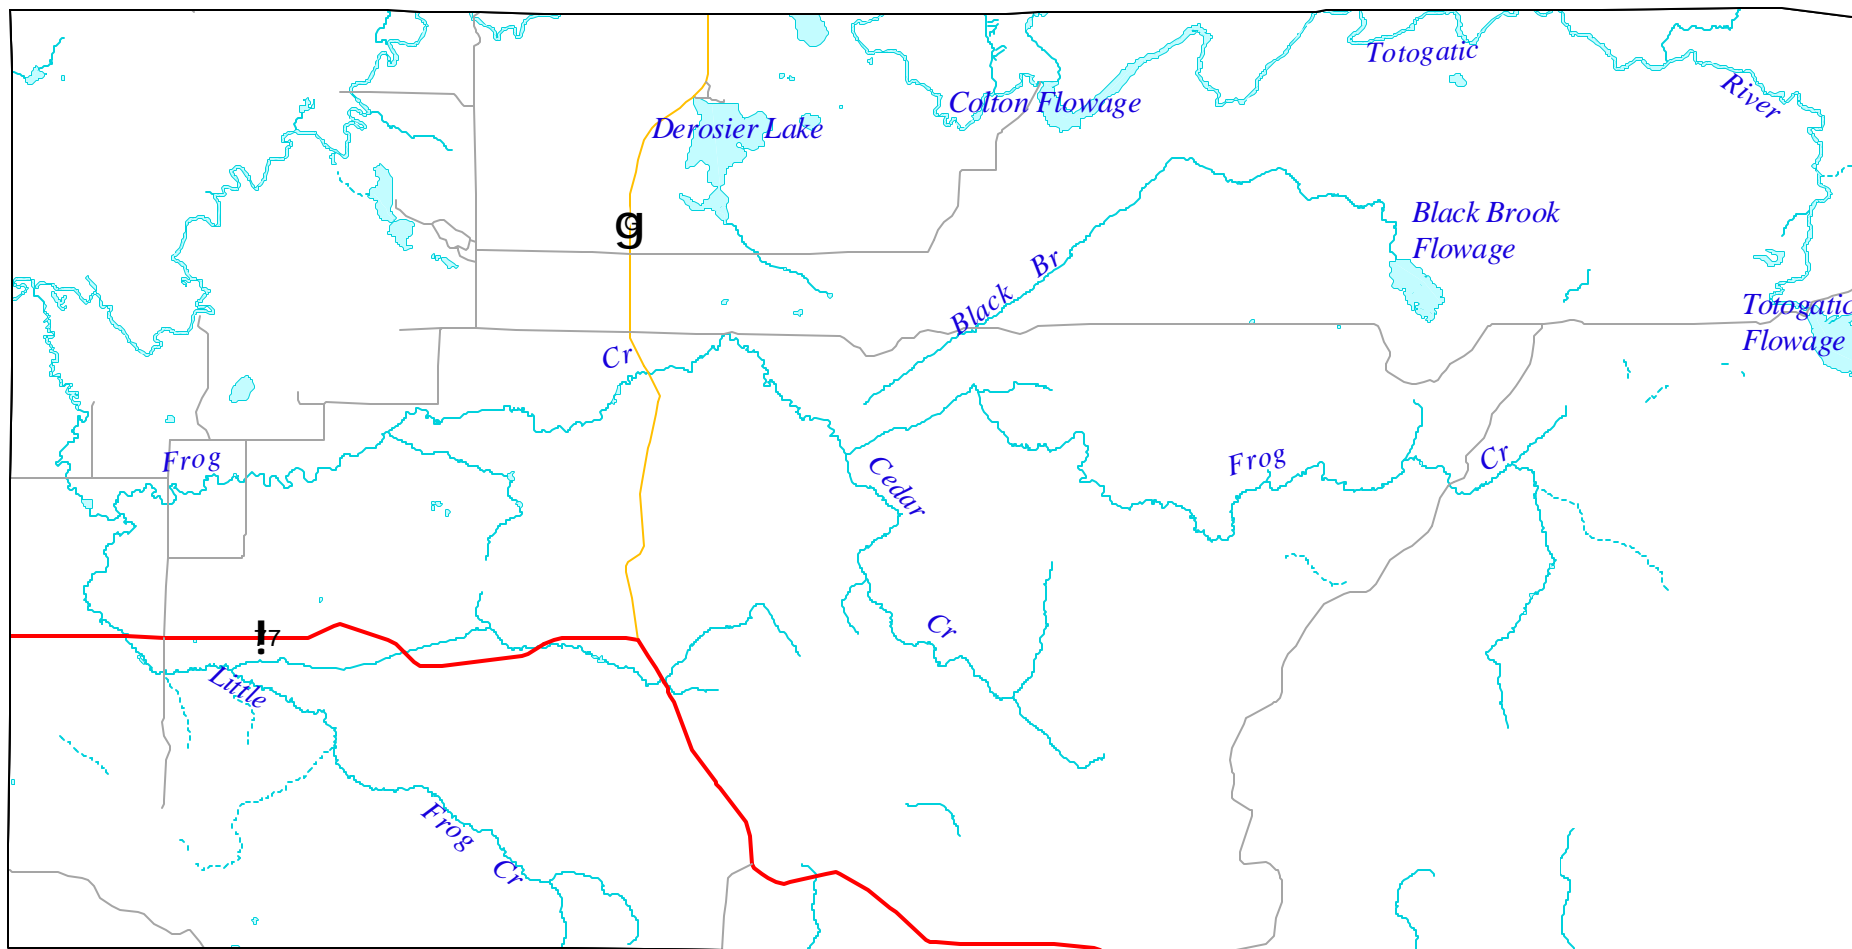 Totogatic
River
Colton Flowage
Derosier Lake
Black Brook
Flowage
g
Black Br
Totogatic
Flowage
Cr
Frog
Cedar
Frog
Cr
Cr
77
Little
Frog
Cr